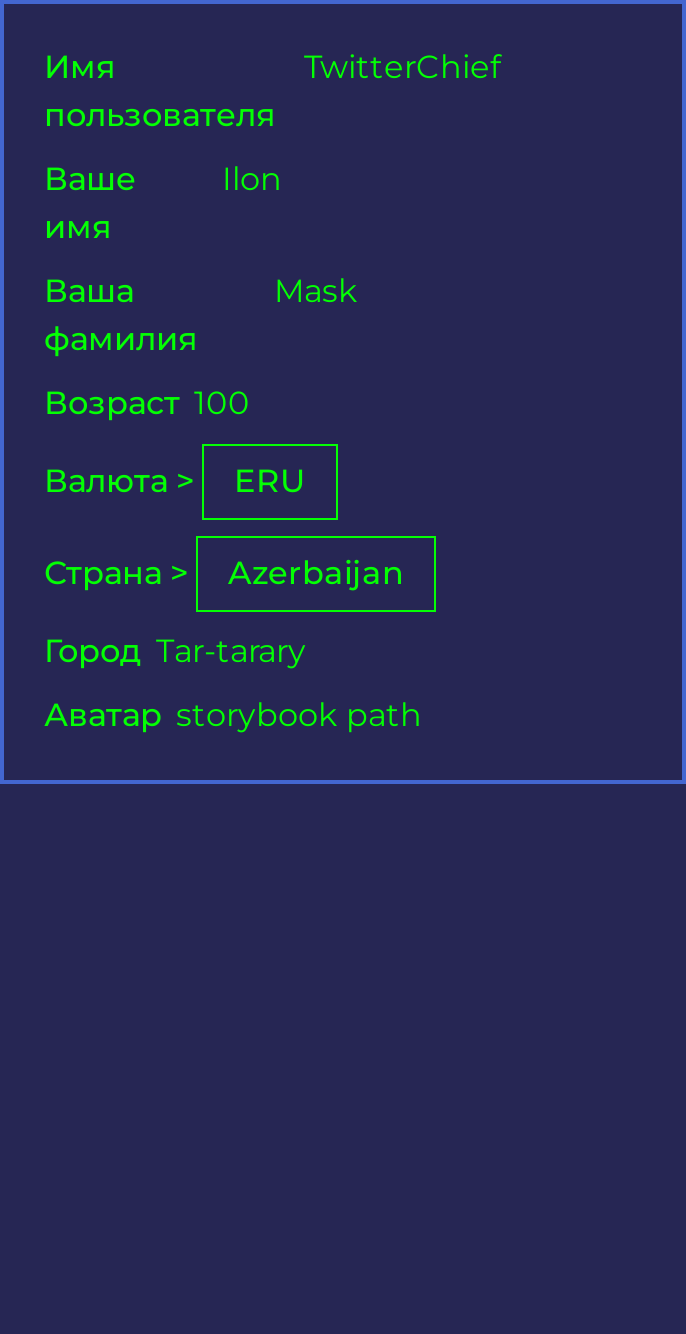 Имя TwitterChief
пользователя
Ваше Ilon
имя
Ваша Mask
фамилия
Возраст 100
Валюта > ERU
Страна > Azerbaijan
Город Tar-tarary
Аватар storybook path